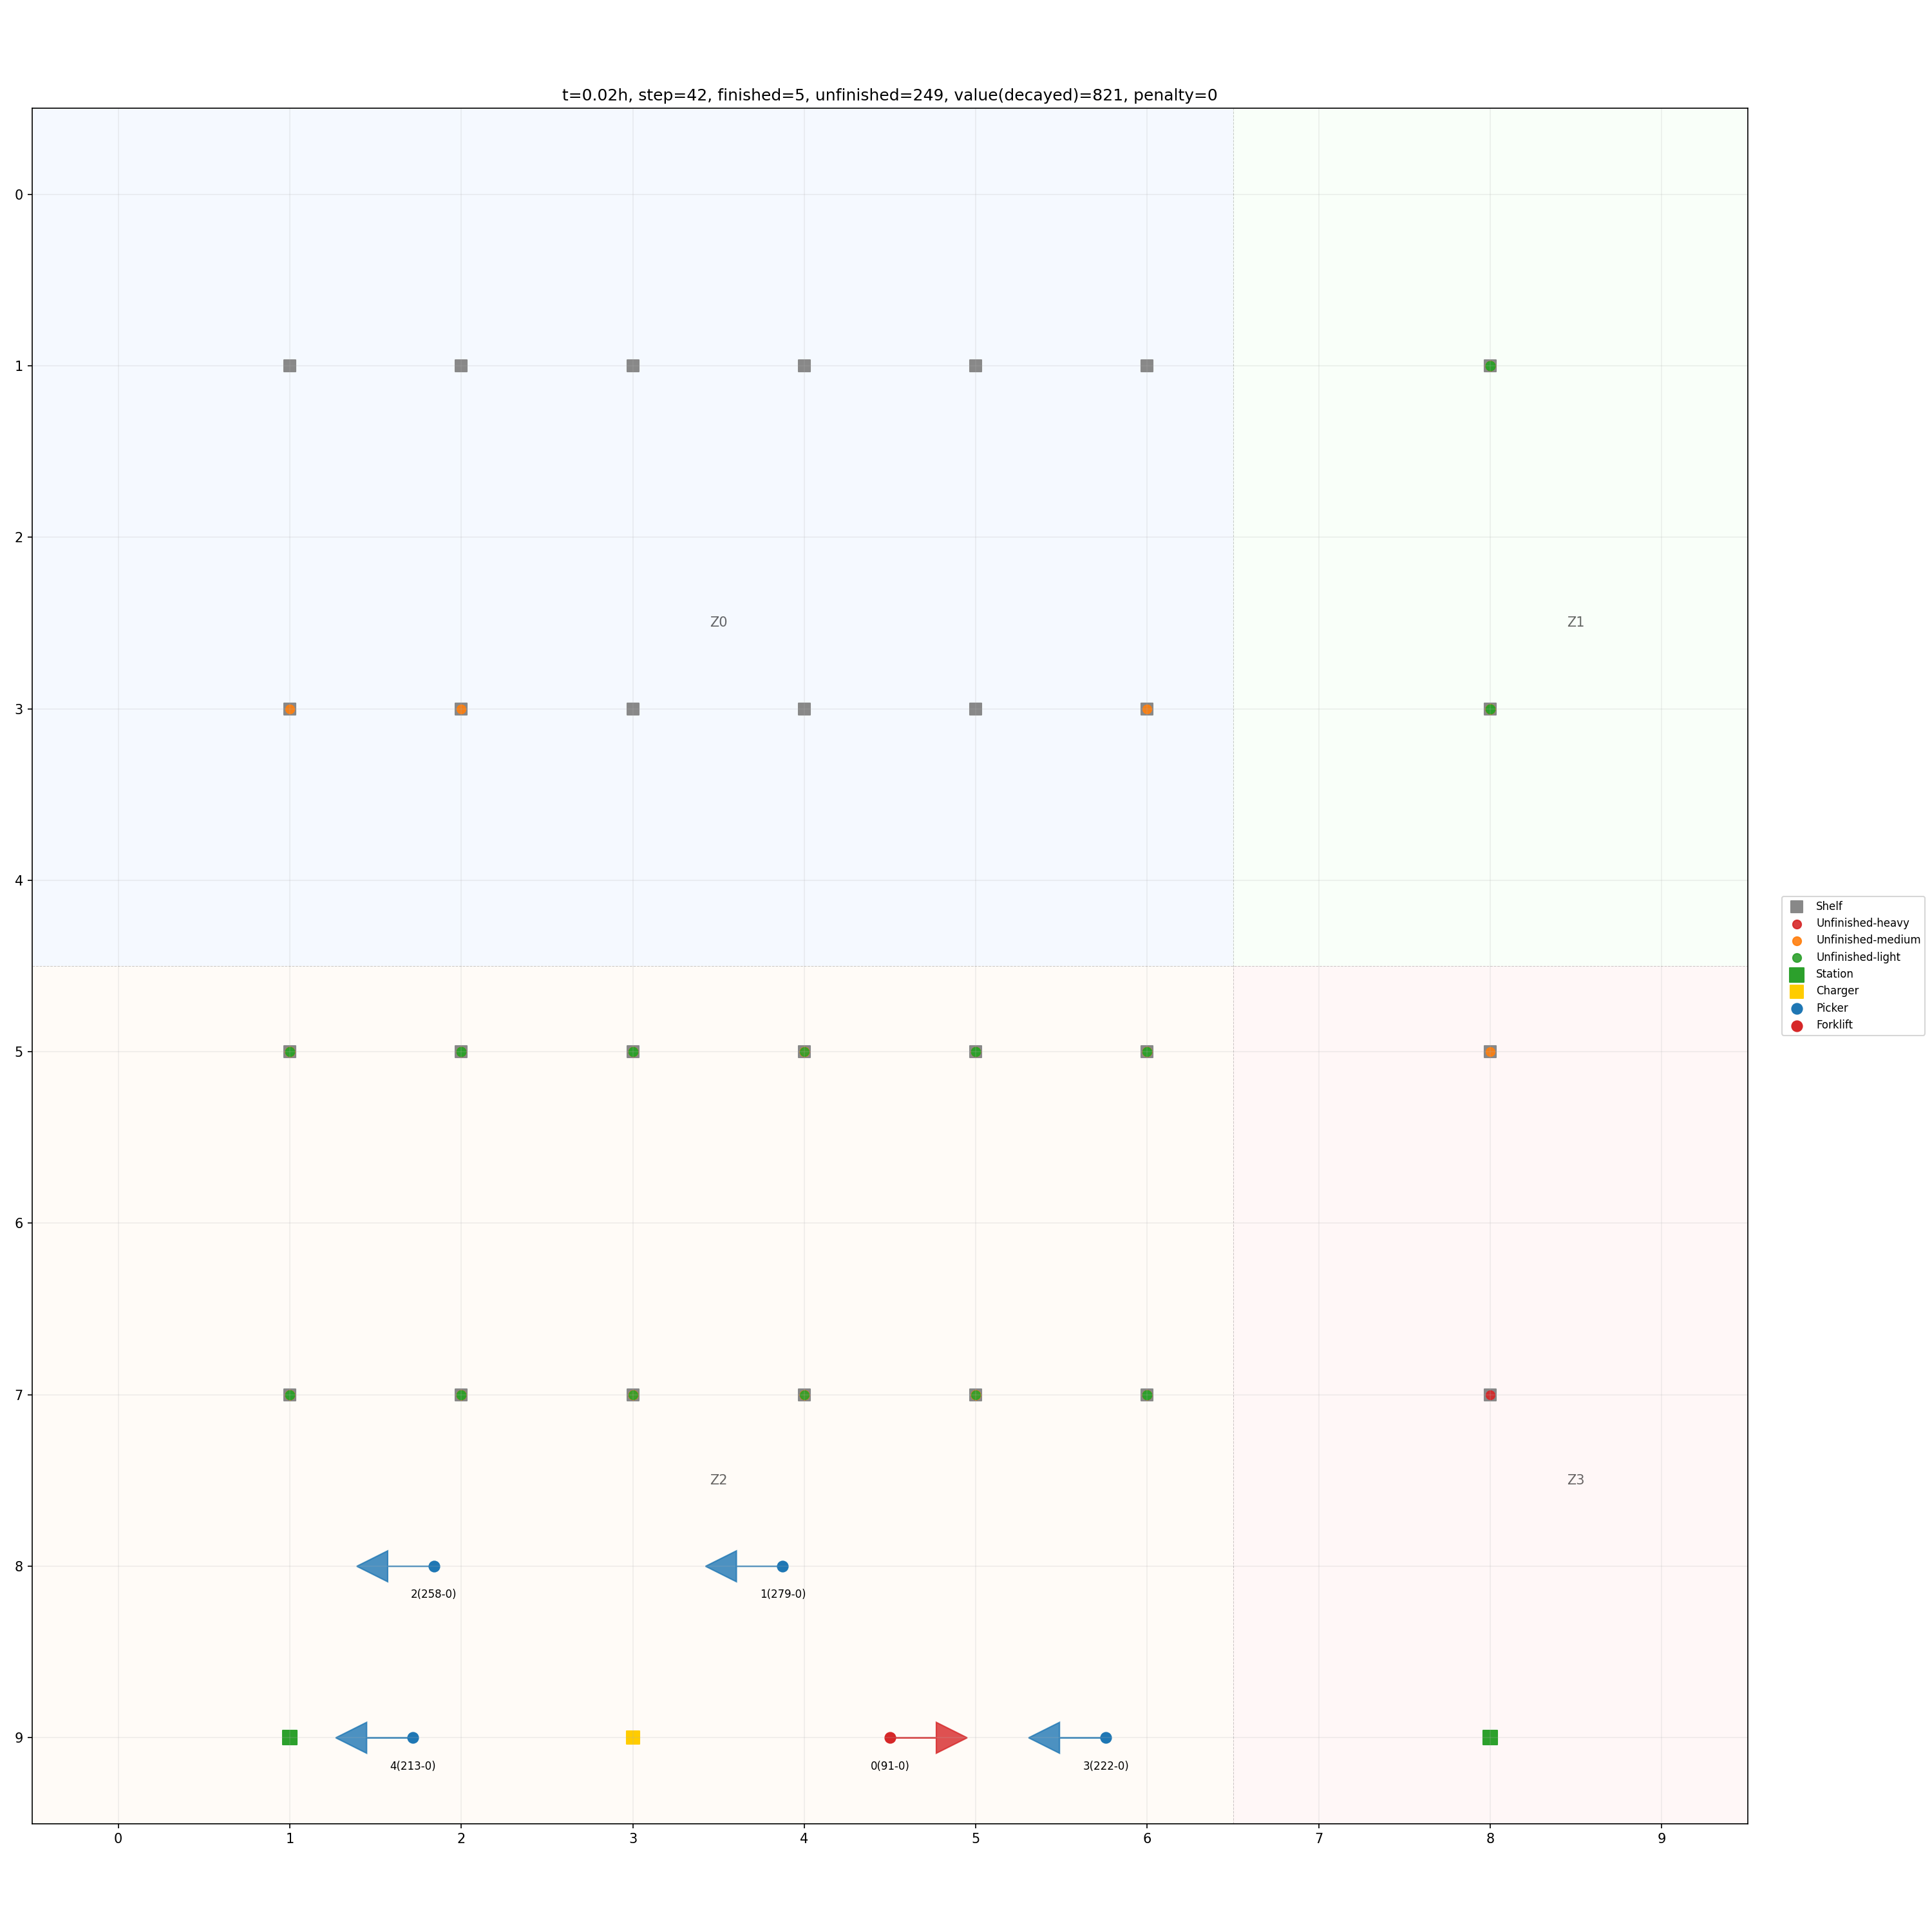 t=0.02h, step=42, finished=5, unfinished=249, value(decayed)=821, penalty=0
0
1
2
Z0
Z1
3
4
Shelf
Unfinished-heavy
Unfinished-medium
Unfinished-light
Station
Charger
Picker
Forklift
5
6
7
Z2
Z3
8
2(258-0)
1(279-0)
9
4(213-0)
0(91-0)
3(222-0)
0 1 2 3 4 5 6 7 8 9